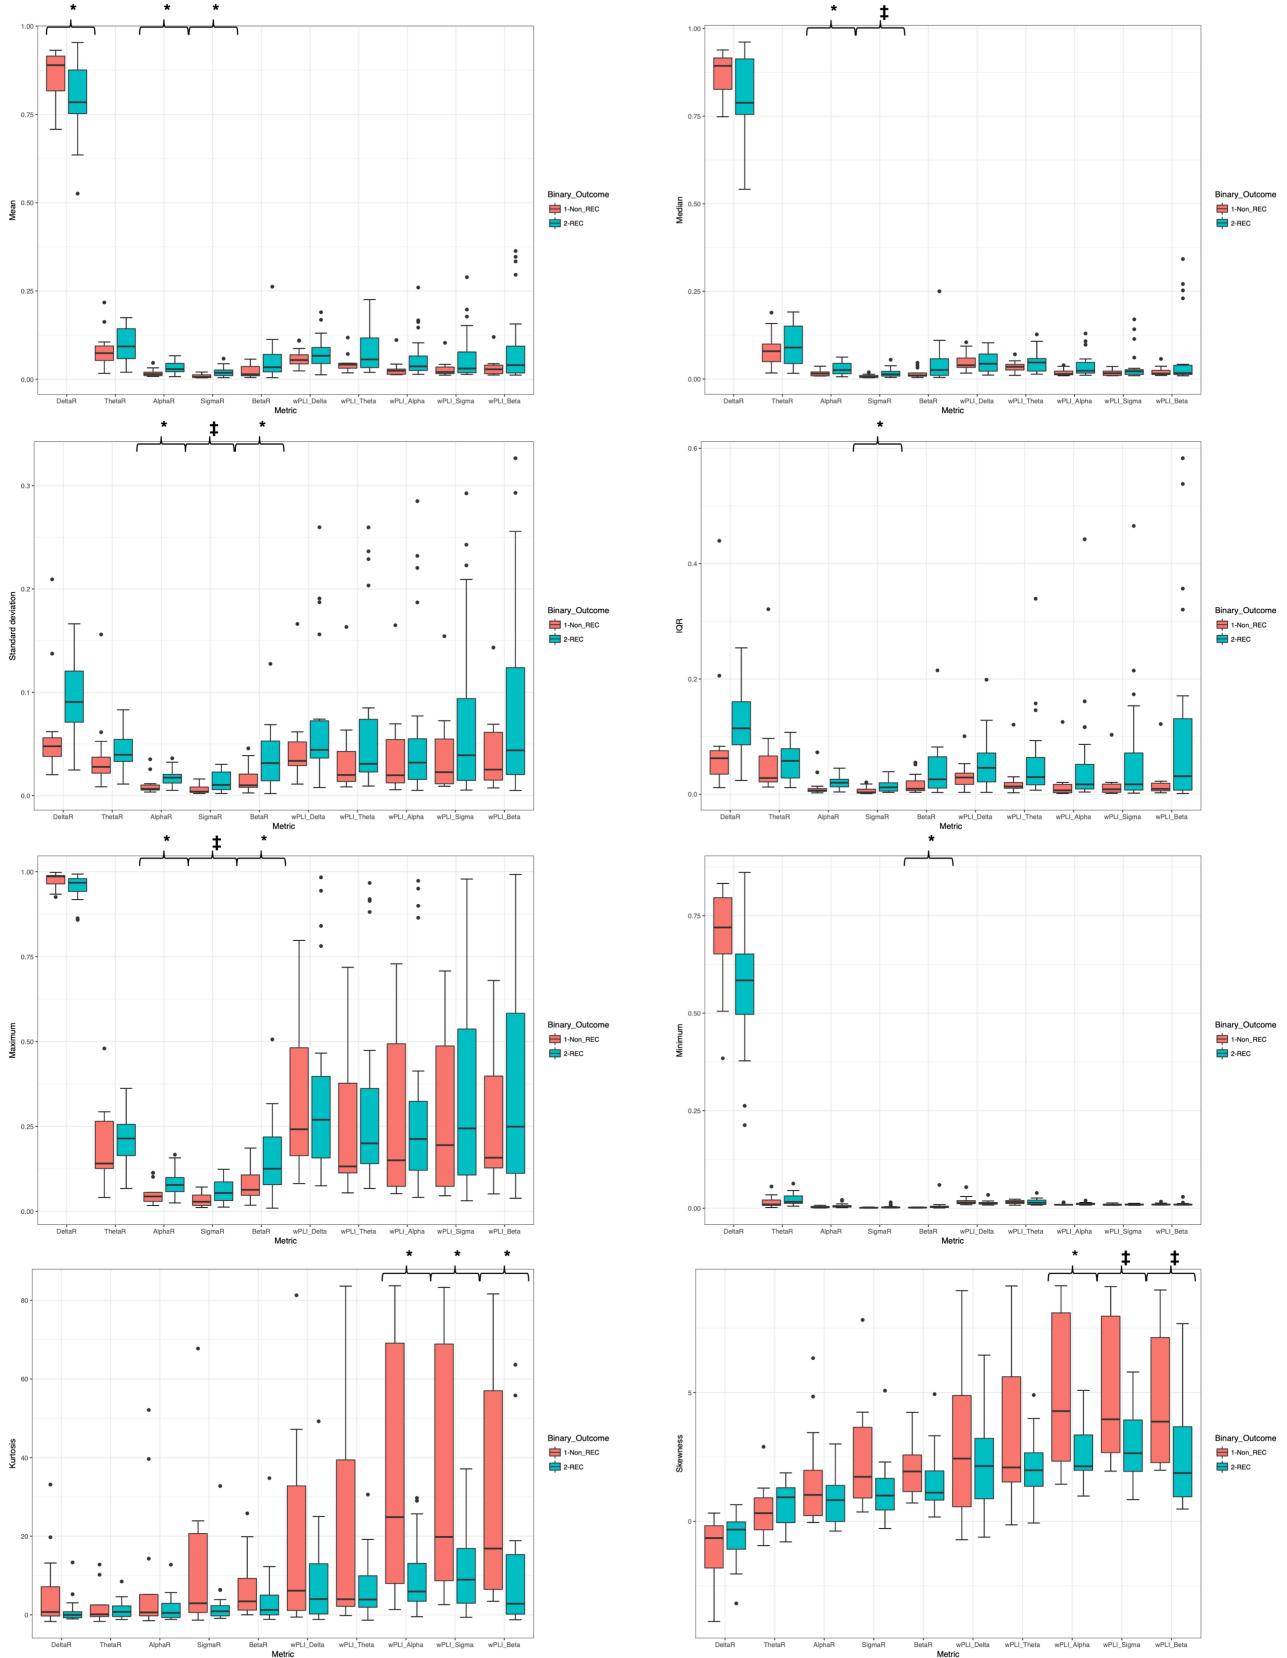 * * *
1.00
0.75
0.50
0.25
0.00
Mean
DeltaR ThetaR AlphaR SigmaR BetaR wPLI_Delta wPLI_Theta wPLI_Alpha wPLI_Sigma wPLI_Beta
Metric
Binary_Outcome
1-Non_REC
2-REC
* ‡
1.00
0.75
0.50
0.25
0.00
Median
DeltaR ThetaR AlphaR SigmaR BetaR wPLI_Delta wPLI_Theta wPLI_Alpha wPLI_Sigma wPLI_Beta
Metric
Binary_Outcome
1-Non_REC
2-REC
* ‡ *
0.3
0.2
0.1
0.0
Standard deviation
DeltaR ThetaR AlphaR SigmaR BetaR wPLI_Delta wPLI_Theta wPLI_Alpha wPLI_Sigma wPLI_Beta
Metric
Binary_Outcome
1-Non_REC
2-REC
*
0.6
0.4
0.2
0.0
IQR
DeltaR ThetaR AlphaR SigmaR BetaR wPLI_Delta wPLI_Theta wPLI_Alpha wPLI_Sigma wPLI_Beta
Metric
Binary_Outcome
1-Non_REC
2-REC
* ‡ *
1.00
0.75
0.50
0.25
0.00
Maximum
DeltaR ThetaR AlphaR SigmaR BetaR wPLI_Delta wPLI_Theta wPLI_Alpha wPLI_Sigma wPLI_Beta
Metric
Binary_Outcome
1-Non_REC
2-REC
*
0.75
0.50
0.25
0.00
Minimum
DeltaR ThetaR AlphaR SigmaR BetaR wPLI_Delta wPLI_Theta wPLI_Alpha wPLI_Sigma wPLI_Beta
Metric
Binary_Outcome
1-Non_REC
2-REC
* * *
80
60
40
20
0
Kurtosis
DeltaR ThetaR AlphaR SigmaR BetaR wPLI_Delta wPLI_Theta wPLI_Alpha wPLI_Sigma wPLI_Beta
Metric
Binary_Outcome
1-Non_REC
2-REC
* ‡ ‡
5
0
Skewness
DeltaR ThetaR AlphaR SigmaR BetaR wPLI_Delta wPLI_Theta wPLI_Alpha wPLI_Sigma wPLI_Beta
Metric
Binary_Outcome
1-Non_REC
2-REC